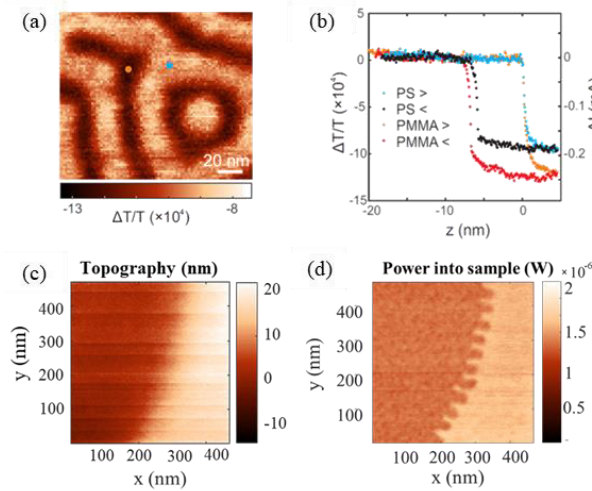 (a)
20 nm
-13
-8
ΔT/T (×10⁴)
(b)
5
0
-5
-10
-15
ΔT/T (×10⁴)
PS >
PS <
PMMA >
PMMA <
0
-0.1
-0.2
-20
-10
0
z (nm)
(c)
Topography (nm)
400
300
200
100
y (nm)
100
200
400
x (nm)
20
10
0
-10
(d)
Power into sample (W)
× 10⁻⁶
400
300
200
100
y (nm)
100
200
300
400
x (nm)
2
1.5
1
0.5